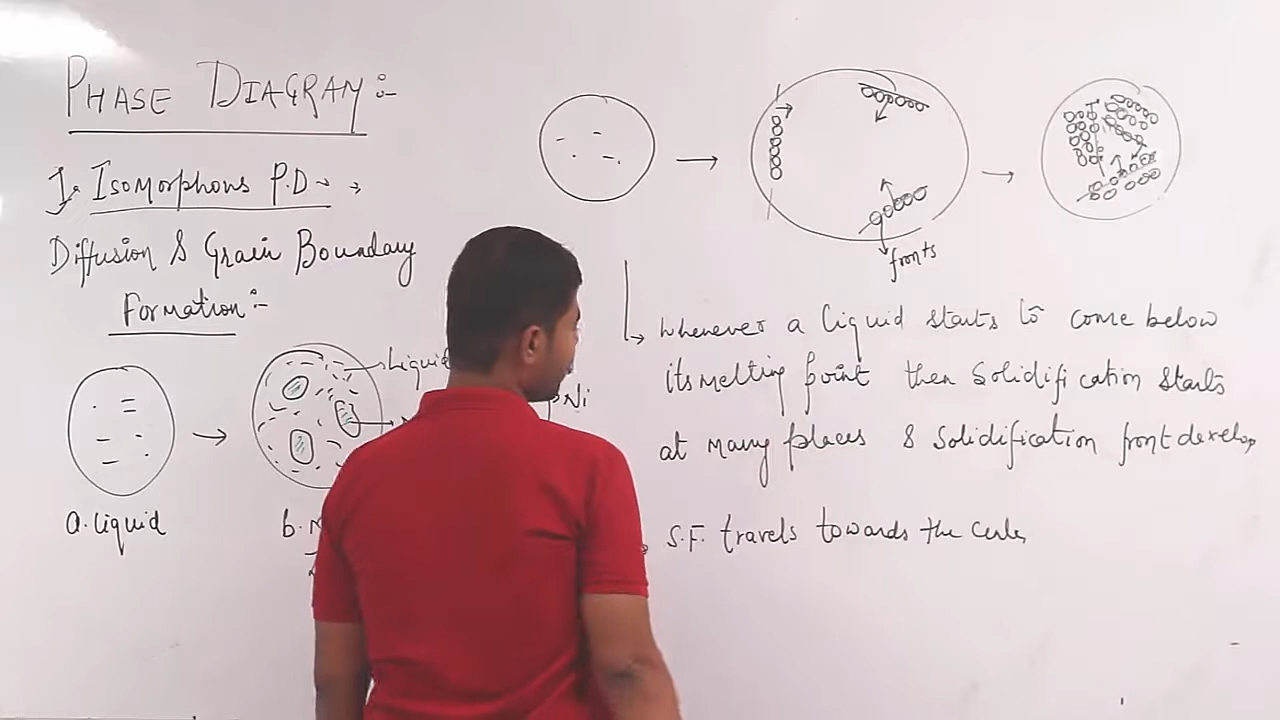 PHASE DIAGRAM:-
1. ISOMORPHOUS P.D →
Diffusion & Grain Boundary
Formation:-
Liquid
Ni
a. liquid
b.
fronts
Whenever a liquid starts to come below
its melting point then solidification starts
at many places & solidification front develop
S.F. travels towards the